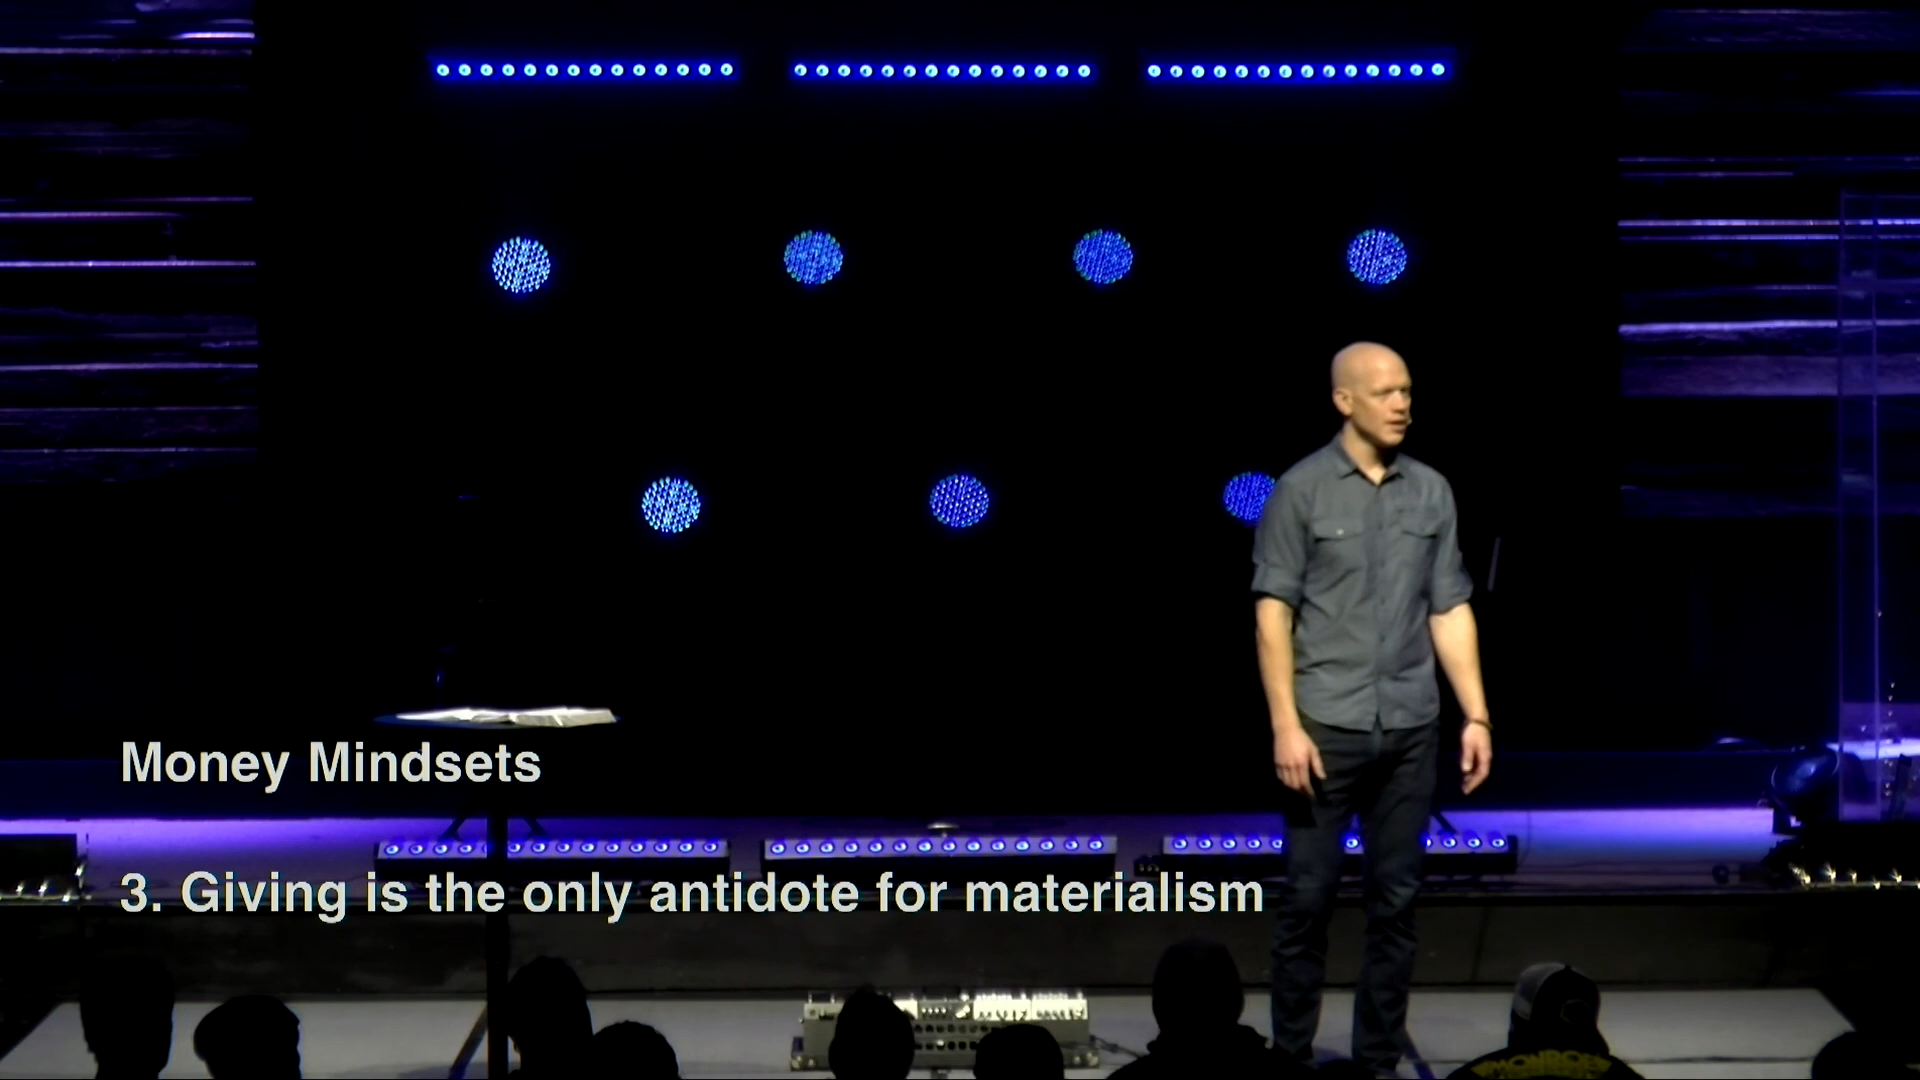 Money Mindsets
3. Giving is the only antidote for materialism